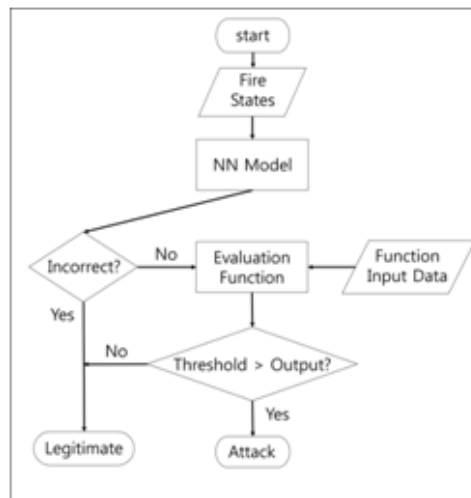 start
Fire
States
NN Model
Incorrect?
No
Evaluation
Function
Function
Input Data
Yes
No
Threshold > Output?
Yes
Legitimate
Attack